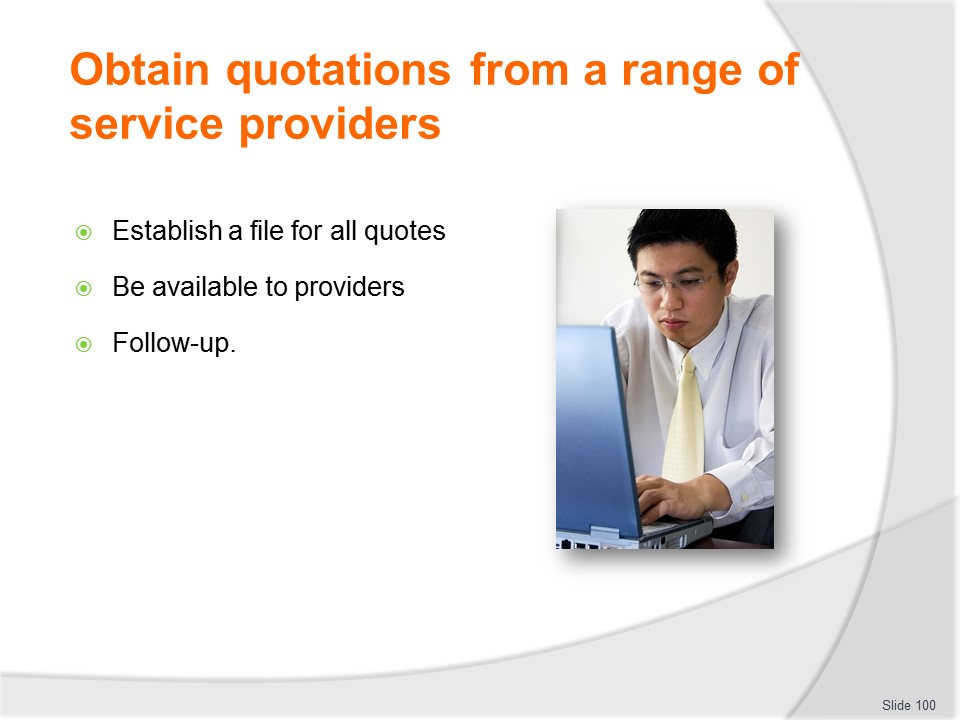 Obtain quotations from a range of
service providers
Establish a file for all quotes
Be available to providers
Follow-up.
Slide 100